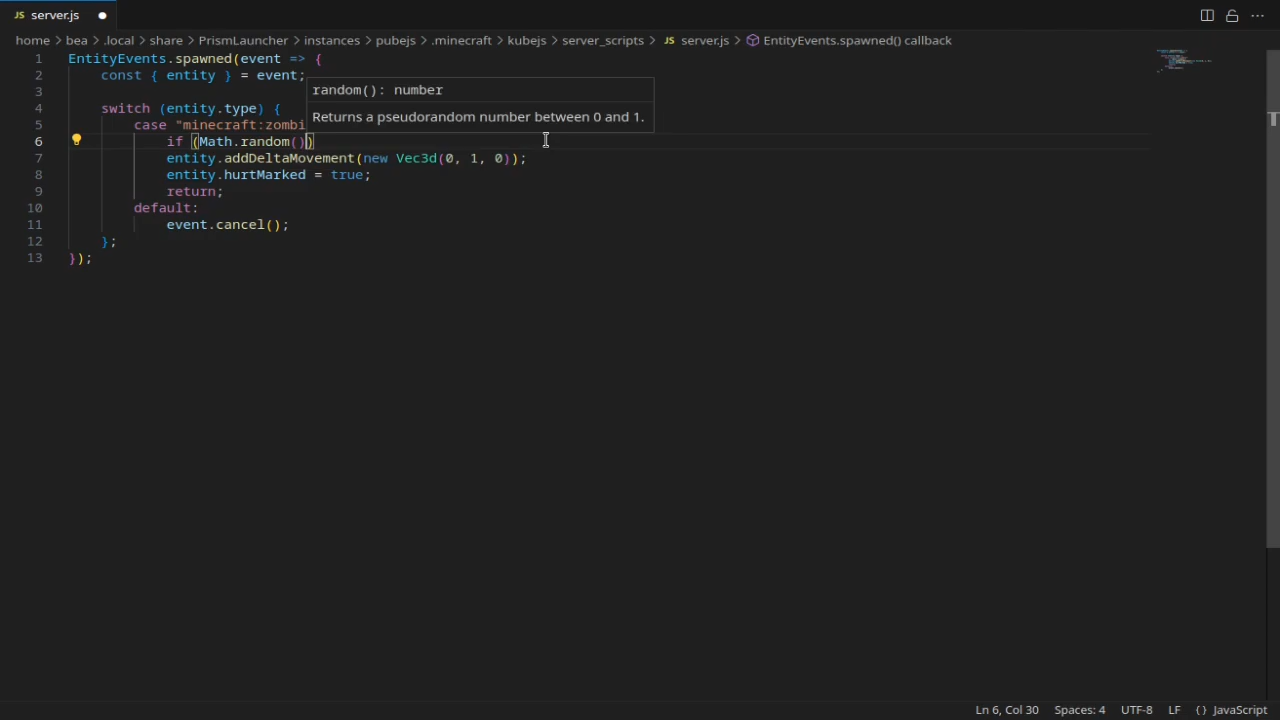 JS server.js
home > bea > .local > share > PrismLauncher > instances > pubejs > .minecraft > kubejs > server_scripts > JS server.js > EntityEvents.spawned() callback
1 EntityEvents.spawned(event => {
2 const { entity } = event;
random(): number
3
4 switch (entity.type) {
Returns a pseudorandom number between 0 and 1.
5 case "minecraft:zombi
6 if (Math.random())
7 entity.addDeltaMovement(new Vec3d(0, 1, 0));
8 entity.hurtMarked = true;
9 return;
10 default:
11 event.cancel();
12 };
13 });
Ln 6, Col 30 Spaces: 4 UTF-8 LF {} JavaScript